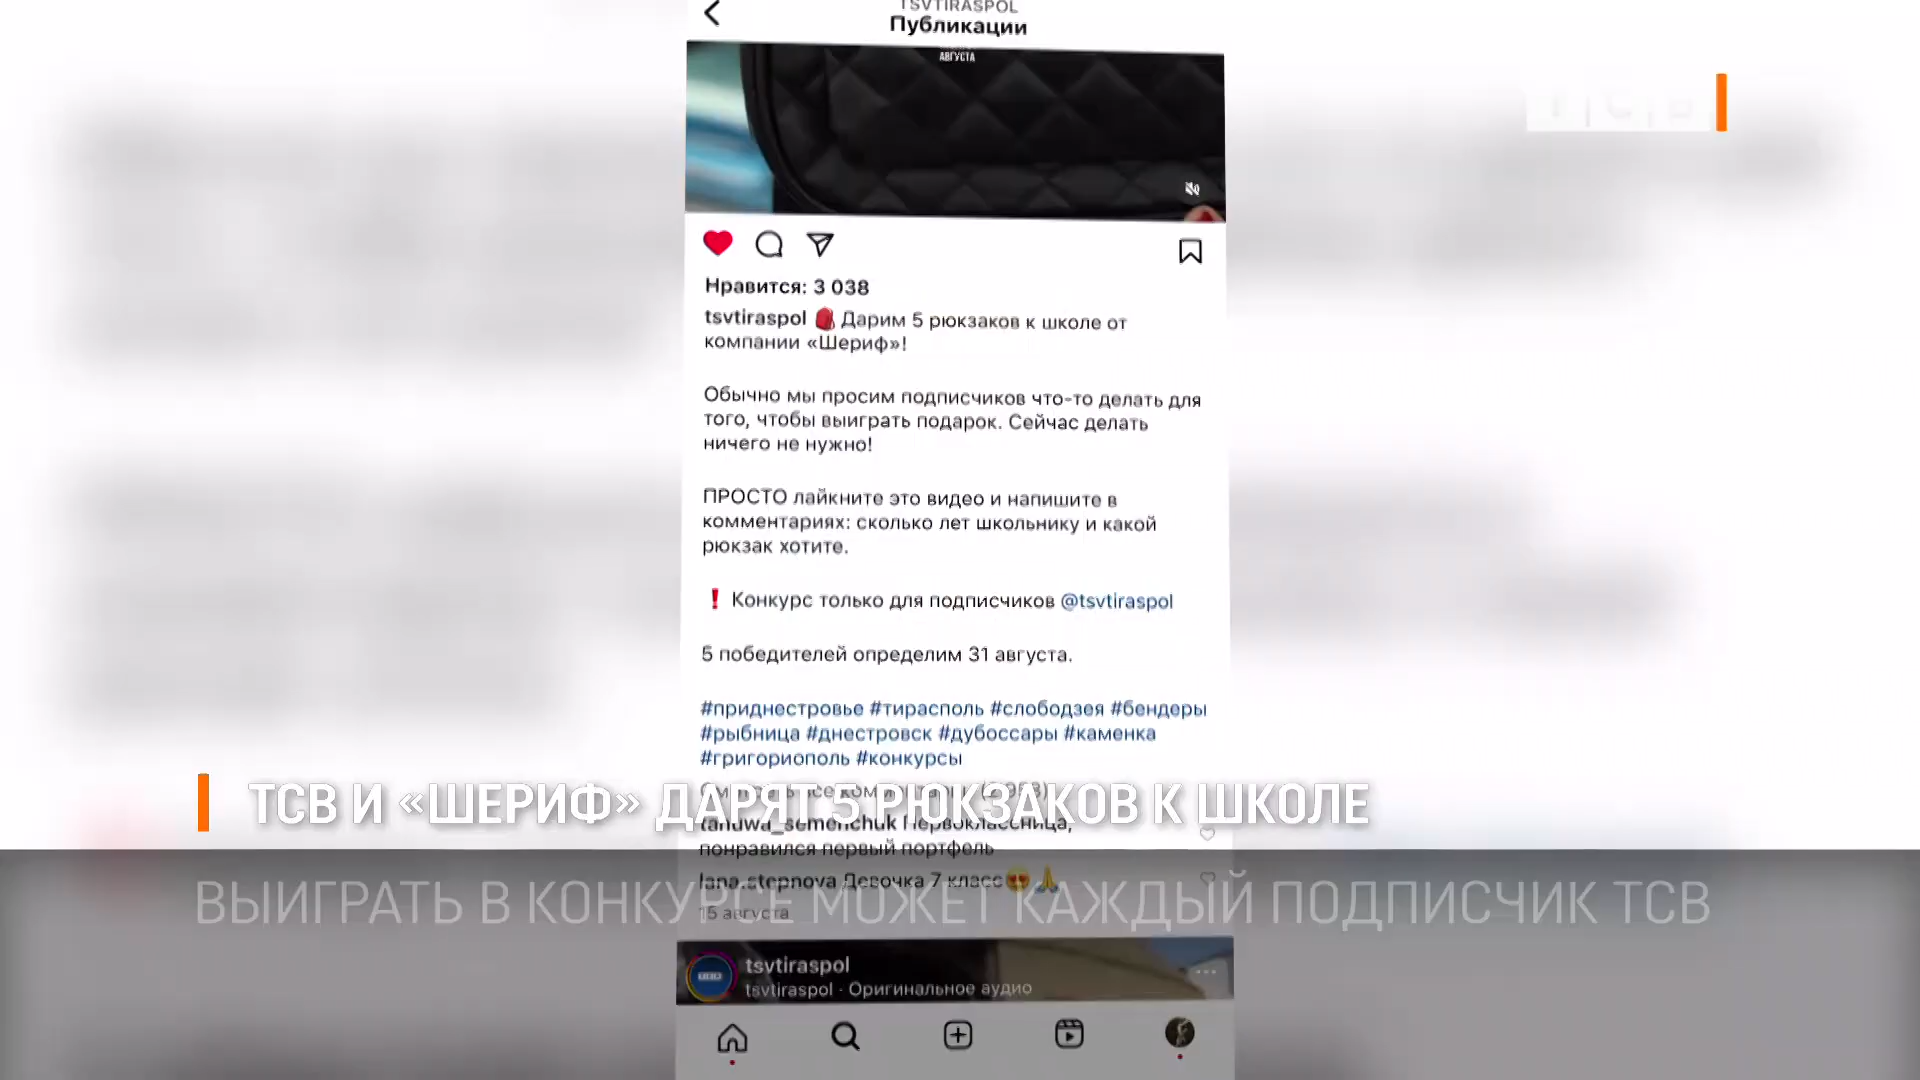 TSVTIRASPOL
Публикации
АВГУСТА
Т С В
Нравится: 3 038
tsvtiraspol 🎒 Дарим 5 рюкзаков к школе от
компании «Шериф»!
Обычно мы просим подписчиков что-то делать для
того, чтобы выиграть подарок. Сейчас делать
ничего не нужно!
ПРОСТО лайкните это видео и напишите в
комментариях: сколько лет школьнику и какой
рюкзак хотите.
❗ Конкурс только для подписчиков @tsvtiraspol
5 победителей определим 31 августа.
#приднестровье #тирасполь #слободзея #бендеры
#рыбница #днестровск #дубоссары #каменка
#григориополь #конкурсы
ТСВ И «ШЕРИФ» ДАРЯТ 5 РЮКЗАКОВ К ШКОЛЕ
tanuwa_semenchuk Первоклассница,
понравился первый портфель
lana.stepnova Девочка 7 класс😍🙏
ВЫИГРАТЬ В КОНКУРСЕ МОЖЕТ КАЖДЫЙ ПОДПИСЧИК ТСВ
15 августа
tsvtiraspol
tsvtiraspol · Оригинальное аудио